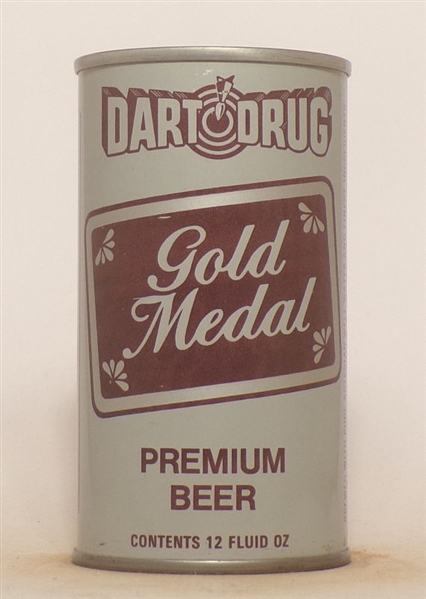 DART DRUG
Gold
Medal
PREMIUM
BEER
CONTENTS 12 FLUID OZ